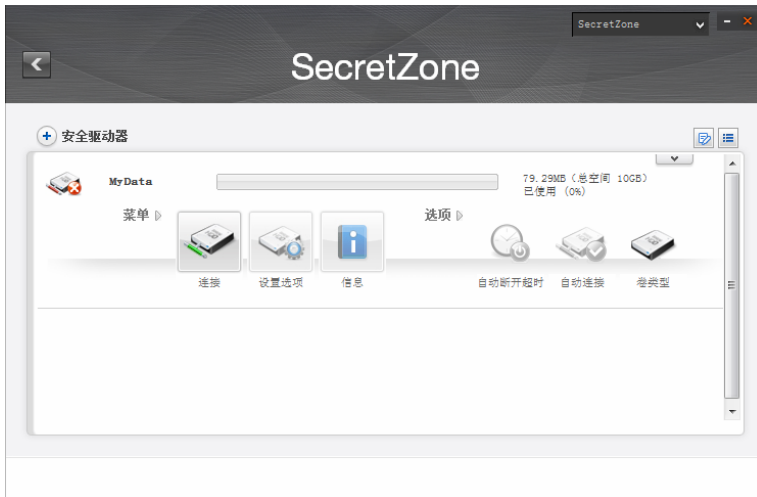 SecretZone
SecretZone
安全驱动器
MyData
79.29MB（总空间 10GB）
已使用 (0%)
菜单
选项
连接
设置选项
信息
自动断开超时
自动连接
卷类型